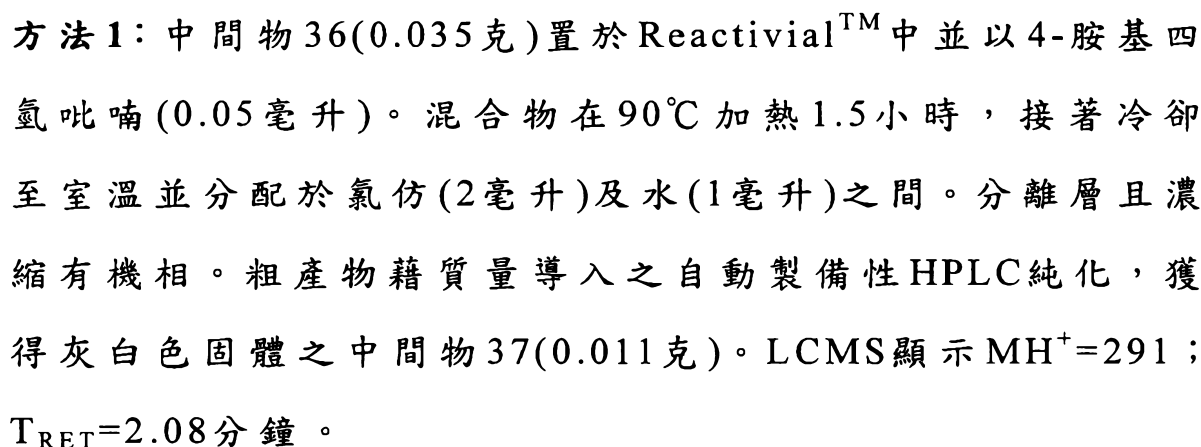 方法1：中間物36(0.035克)置於Reactivial™中並以4-胺基四
氫吡喃(0.05毫升)。混合物在90℃加熱1.5小時，接著冷卻
至室溫並分配於氯仿(2毫升)及水(1毫升)之間。分離層且濃
縮有機相。粗產物藉質量導入之自動製備性HPLC純化，獲
得灰白色固體之中間物37(0.011克)。LCMS顯示MH⁺=291；
T_RET=2.08分鐘。